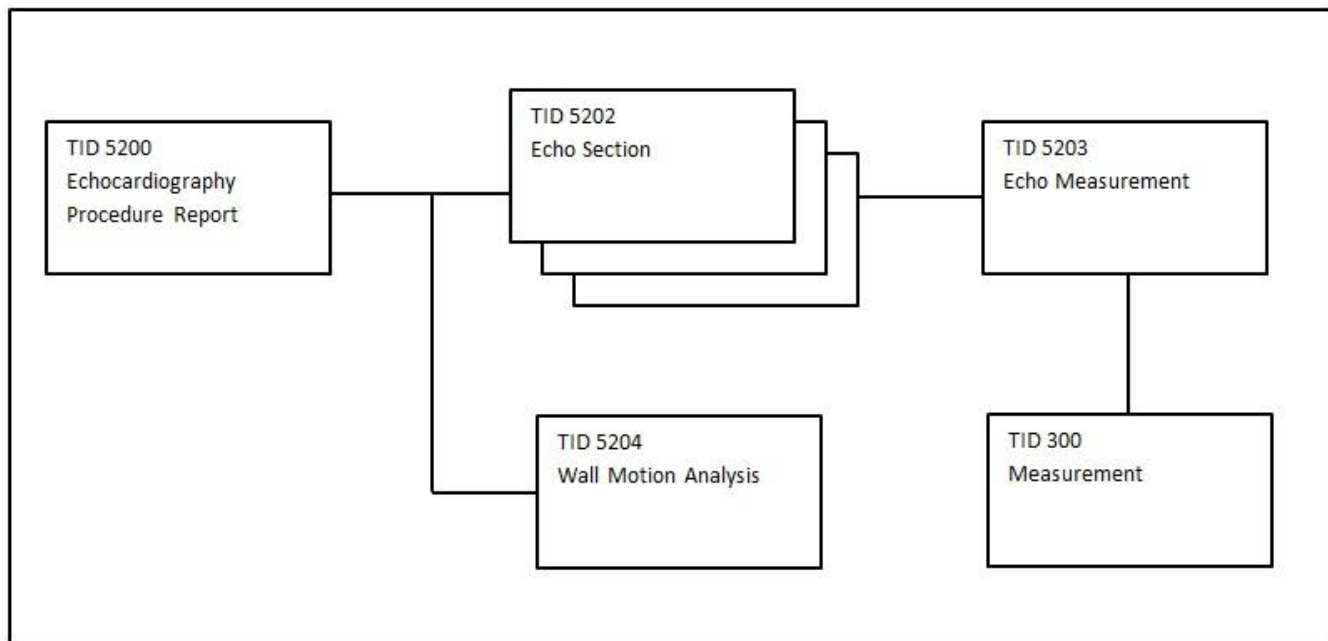 TID 5200
Echocardiography
Procedure Report
TID 5202
Echo Section
TID 5203
Echo Measurement
TID 5204
Wall Motion Analysis
TID 300
Measurement